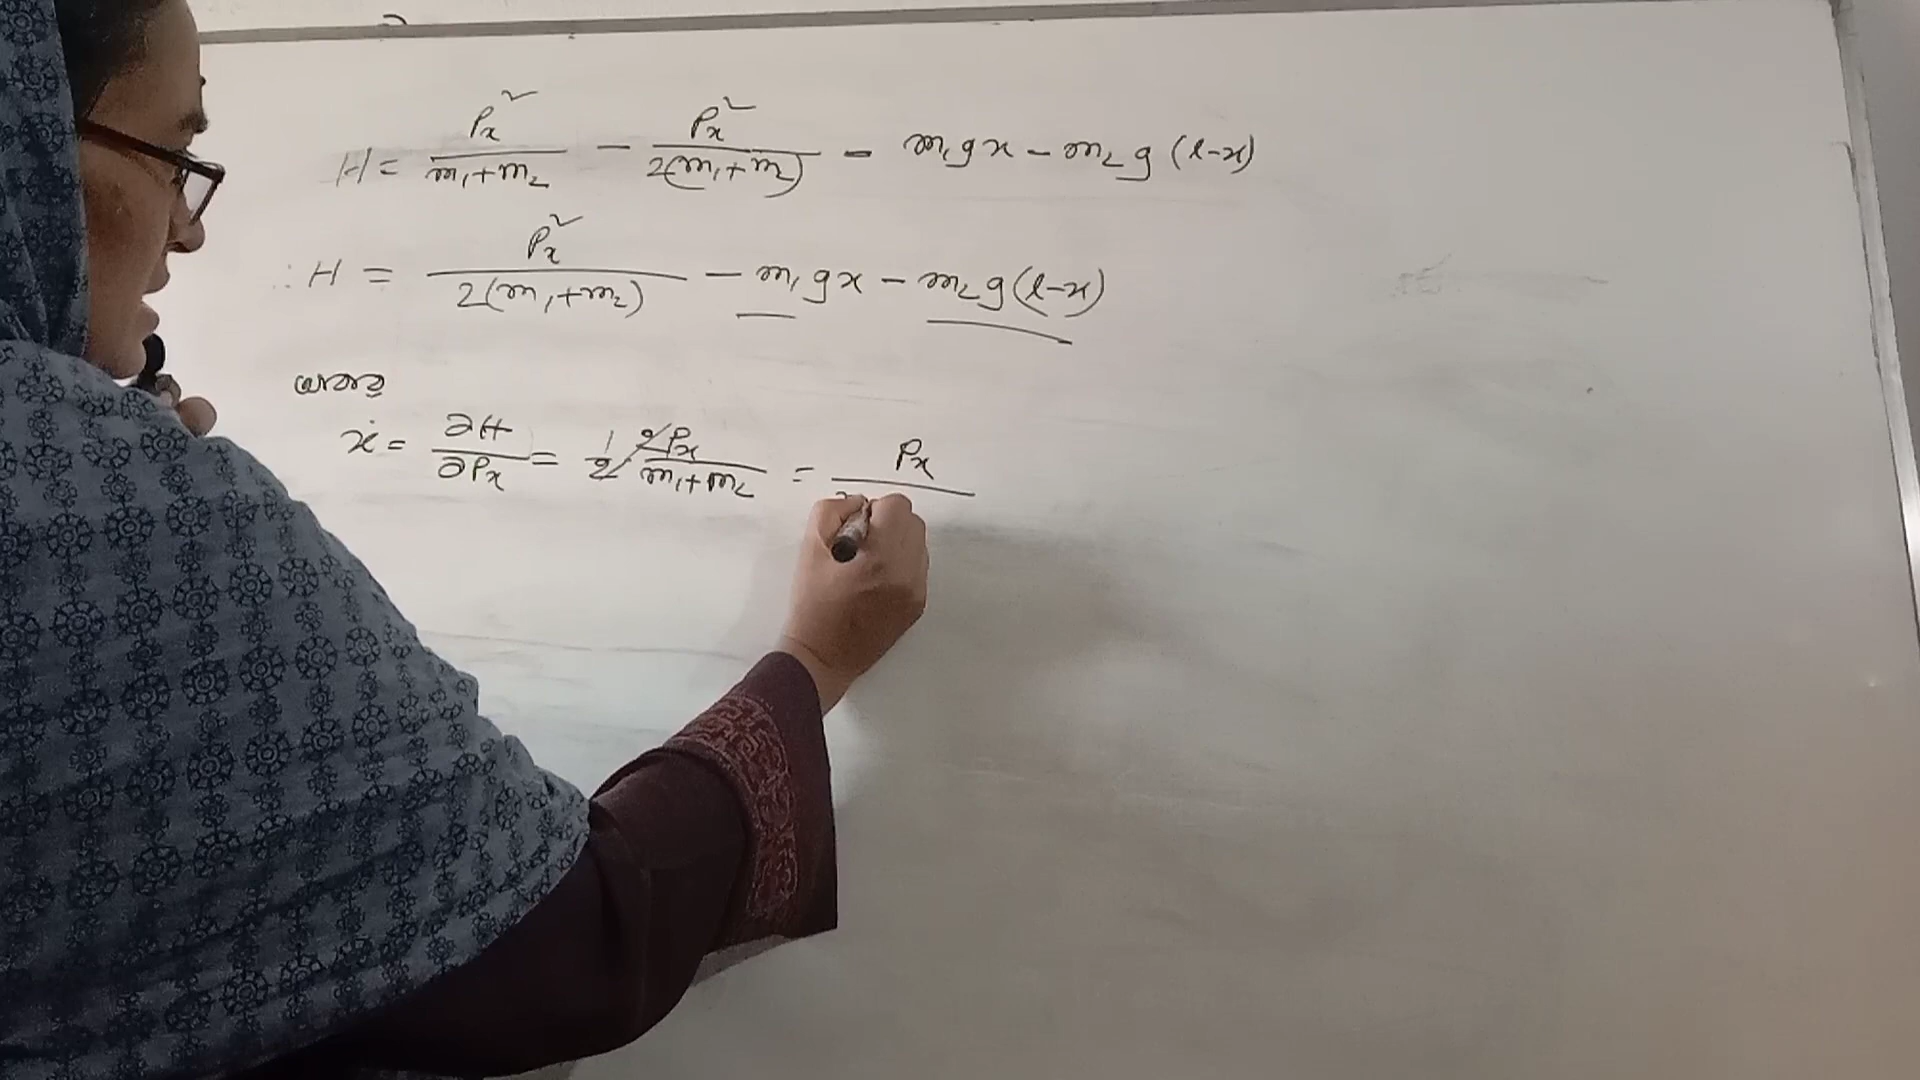 H = Px² / m₁+m₂ − Px² / 2(m₁+m₂) − m₁gx − m₂g(l−x)
∴ H = Px² / 2(m₁+m₂) − m₁gx − m₂g(l−x)
আবার
ẋ = ∂H / ∂Px = 1/2 2Px / m₁+m₂ = Px /